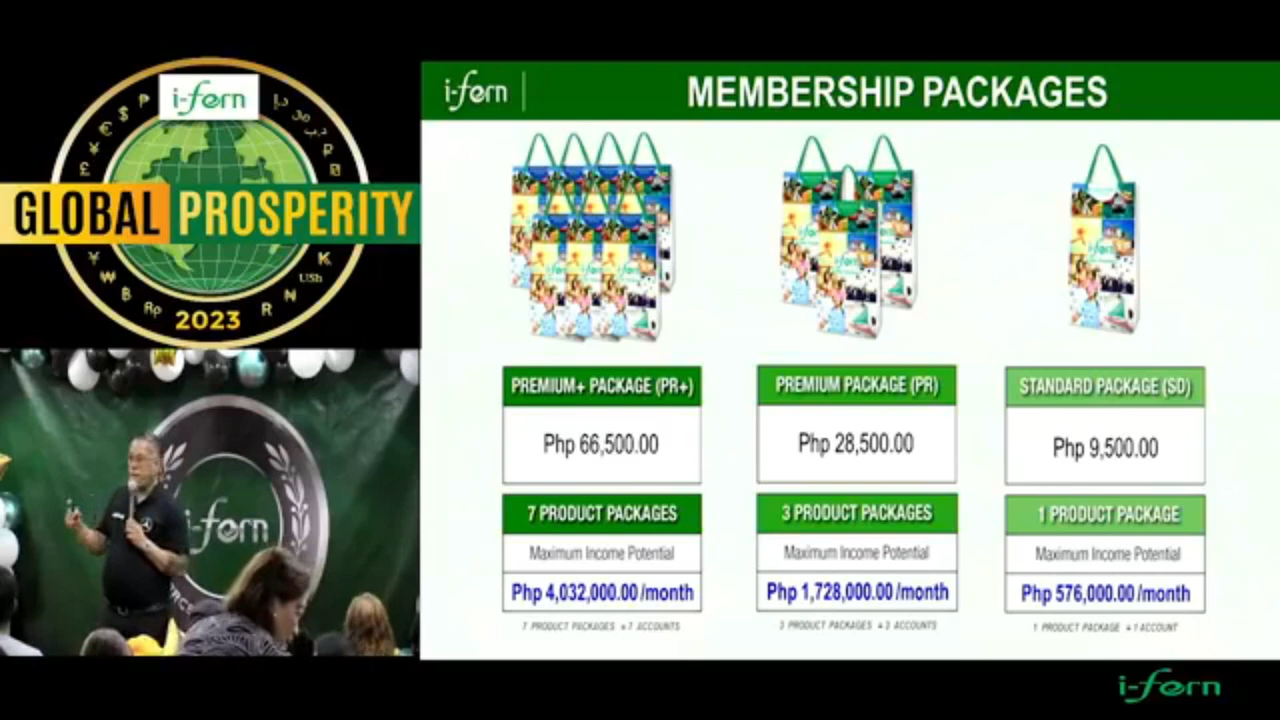 i-fern
GLOBAL PROSPERITY
2023
i-fern
i-fern
MEMBERSHIP PACKAGES
PREMIUM+ PACKAGE (PR+)
Php 66,500.00
7 PRODUCT PACKAGES
Maximum Income Potential
Php 4,032,000.00/month
7 PRODUCT PACKAGES = 7 ACCOUNTS
PREMIUM PACKAGE (PR)
Php 28,500.00
3 PRODUCT PACKAGES
Maximum Income Potential
Php 1,728,000.00/month
3 PRODUCT PACKAGES = 3 ACCOUNTS
STANDARD PACKAGE (SD)
Php 9,500.00
1 PRODUCT PACKAGE
Maximum Income Potential
Php 576,000.00/month
1 PRODUCT PACKAGE = 1 ACCOUNT
i-fern